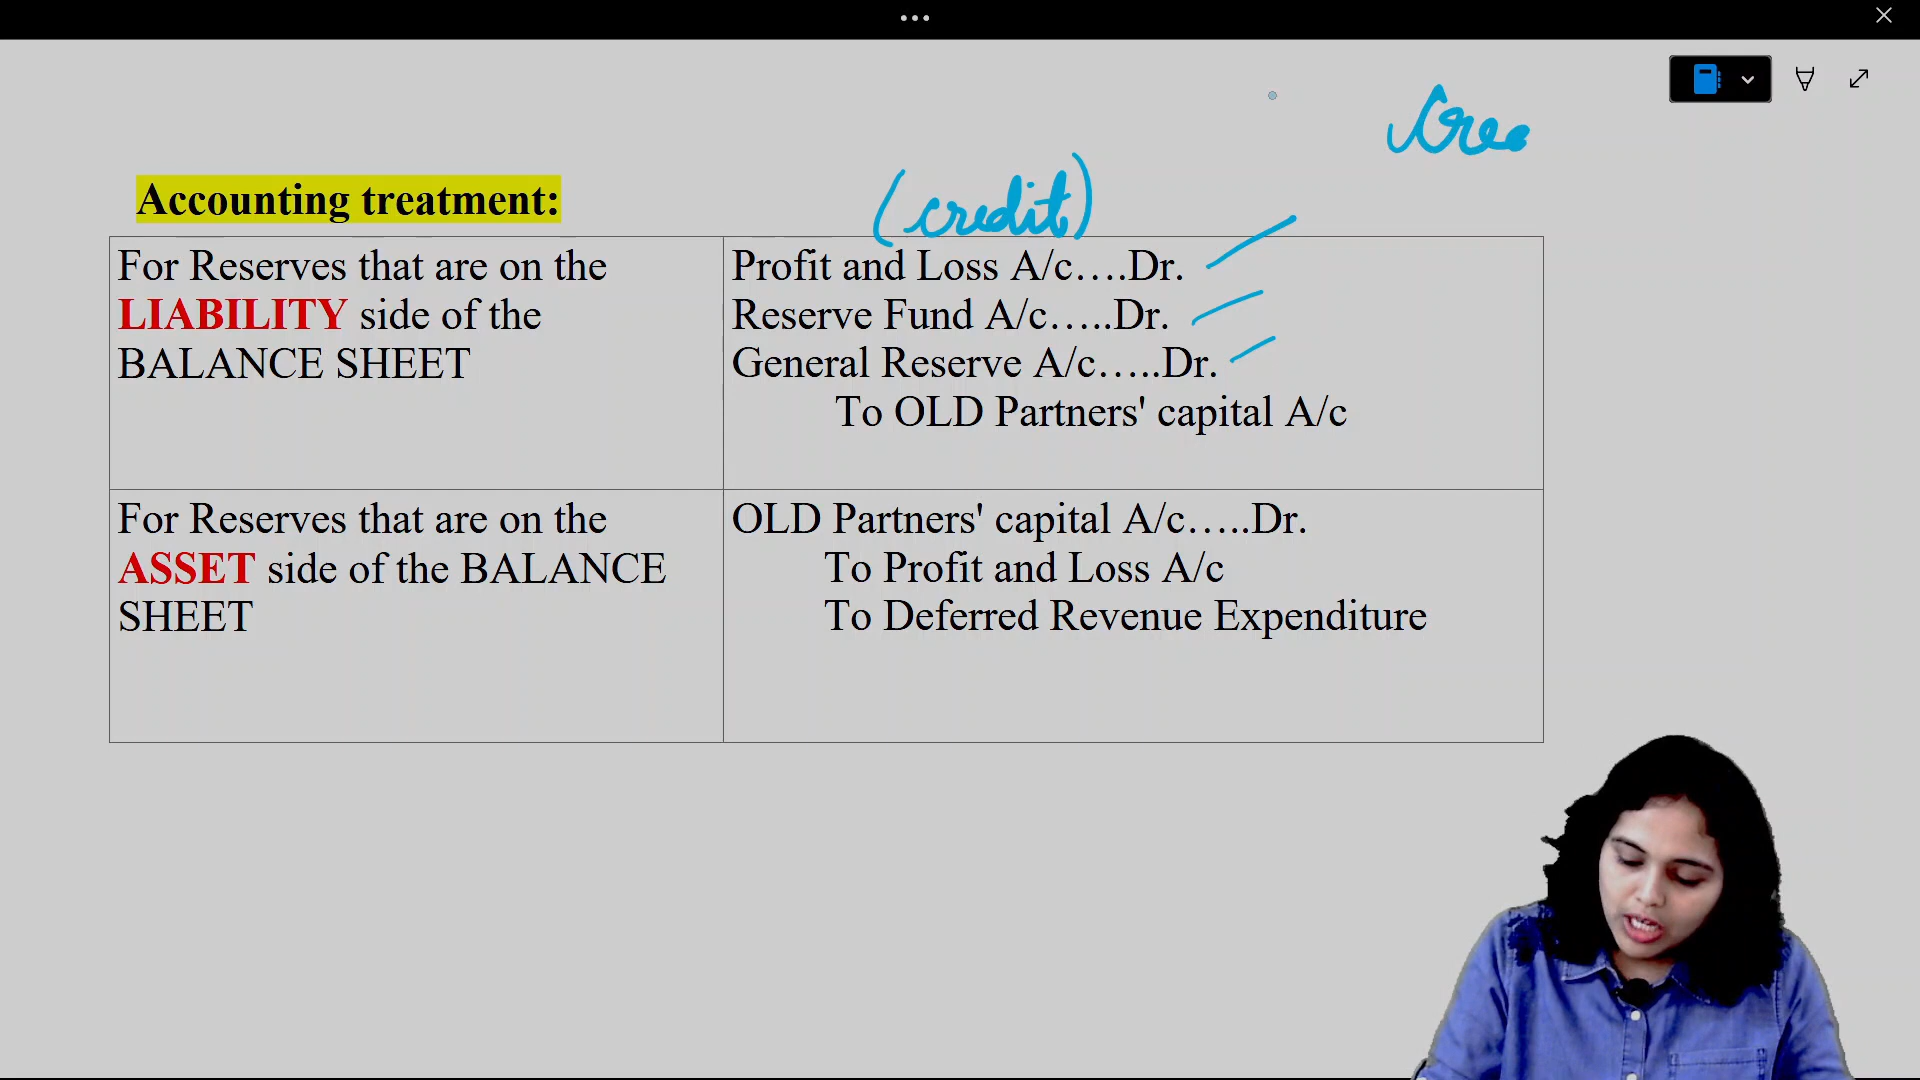 Accounting treatment:
(credit)
For Reserves that are on the
LIABILITY side of the
BALANCE SHEET
Profit and Loss A/c….Dr.
Reserve Fund A/c…..Dr.
General Reserve A/c…..Dr.
To OLD Partners' capital A/c
For Reserves that are on the
ASSET side of the BALANCE
SHEET
OLD Partners' capital A/c…..Dr.
To Profit and Loss A/c
To Deferred Revenue Expenditure